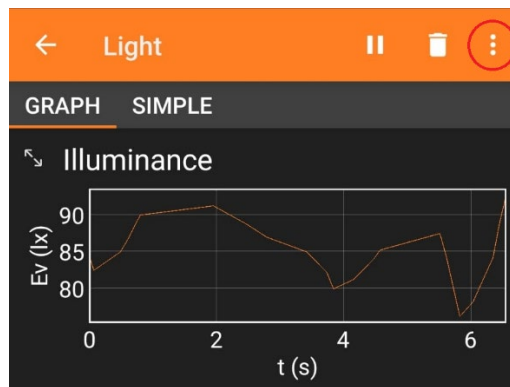 Light
GRAPH SIMPLE
Illuminance
Ev (lx)
90
85
80
0 2 4 6
t (s)